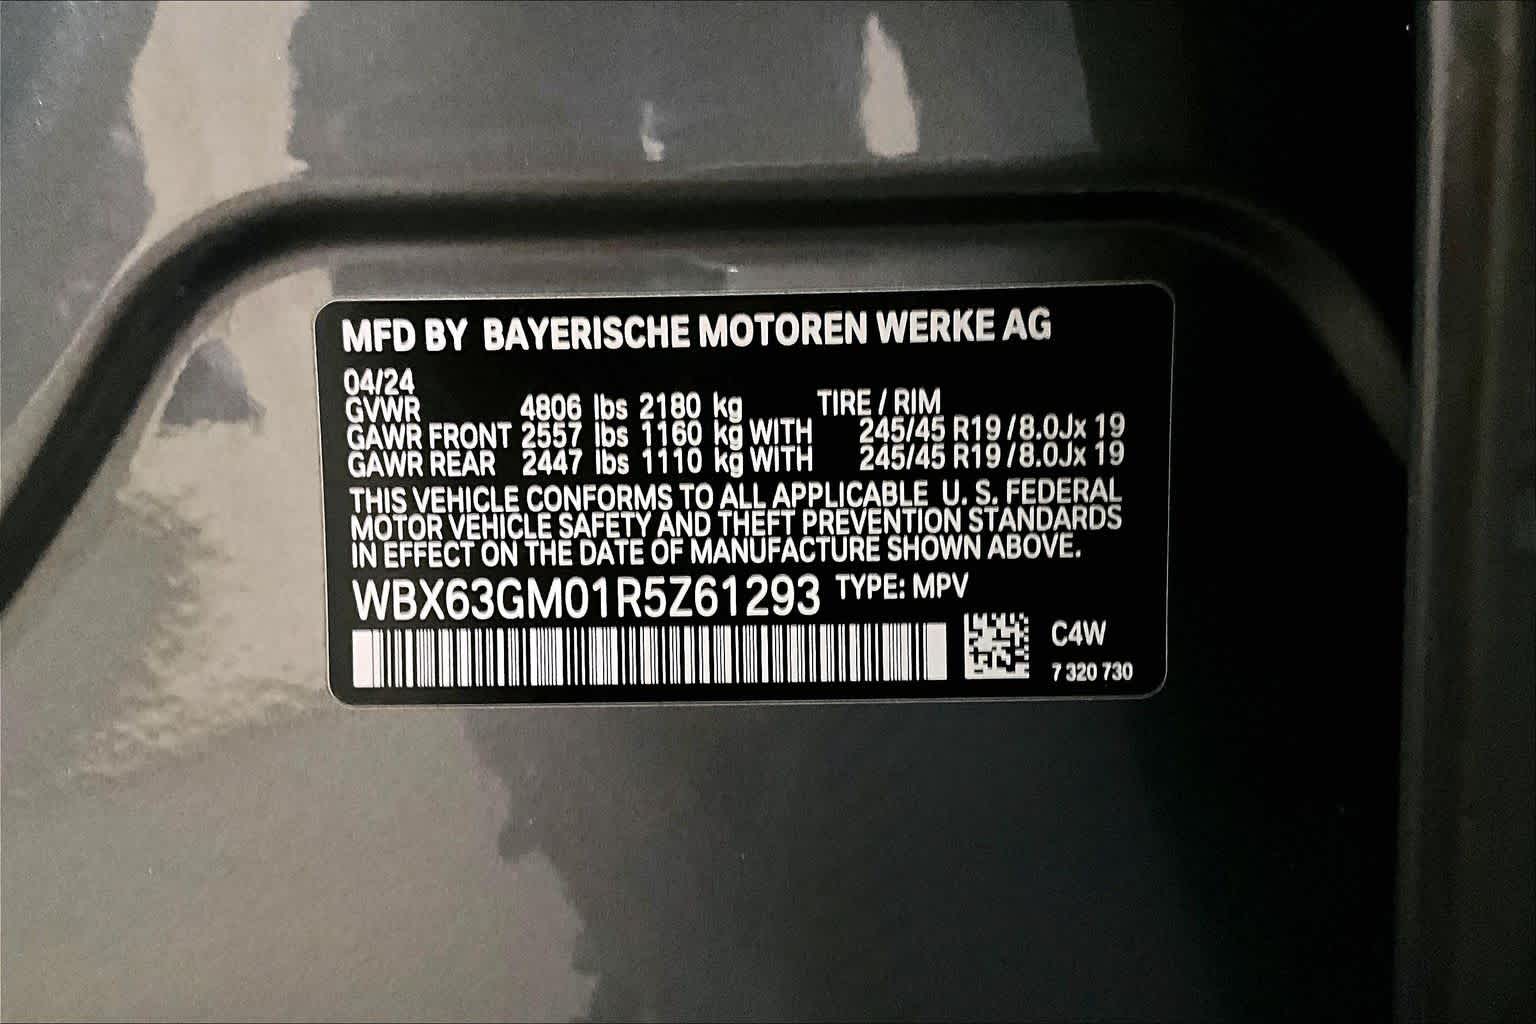 MFD BY BAYERISCHE MOTOREN WERKE AG
04/24
GVWR 4806 lbs 2180 kg TIRE / RIM
GAWR FRONT 2557 lbs 1160 kg WITH 245/45 R19 / 8.0Jx 19
GAWR REAR 2447 lbs 1110 kg WITH 245/45 R19 / 8.0Jx 19
THIS VEHICLE CONFORMS TO ALL APPLICABLE U. S. FEDERAL
MOTOR VEHICLE SAFETY AND THEFT PREVENTION STANDARDS
IN EFFECT ON THE DATE OF MANUFACTURE SHOWN ABOVE.
WBX63GM01R5Z61293 TYPE: MPV
C4W
7 320 730